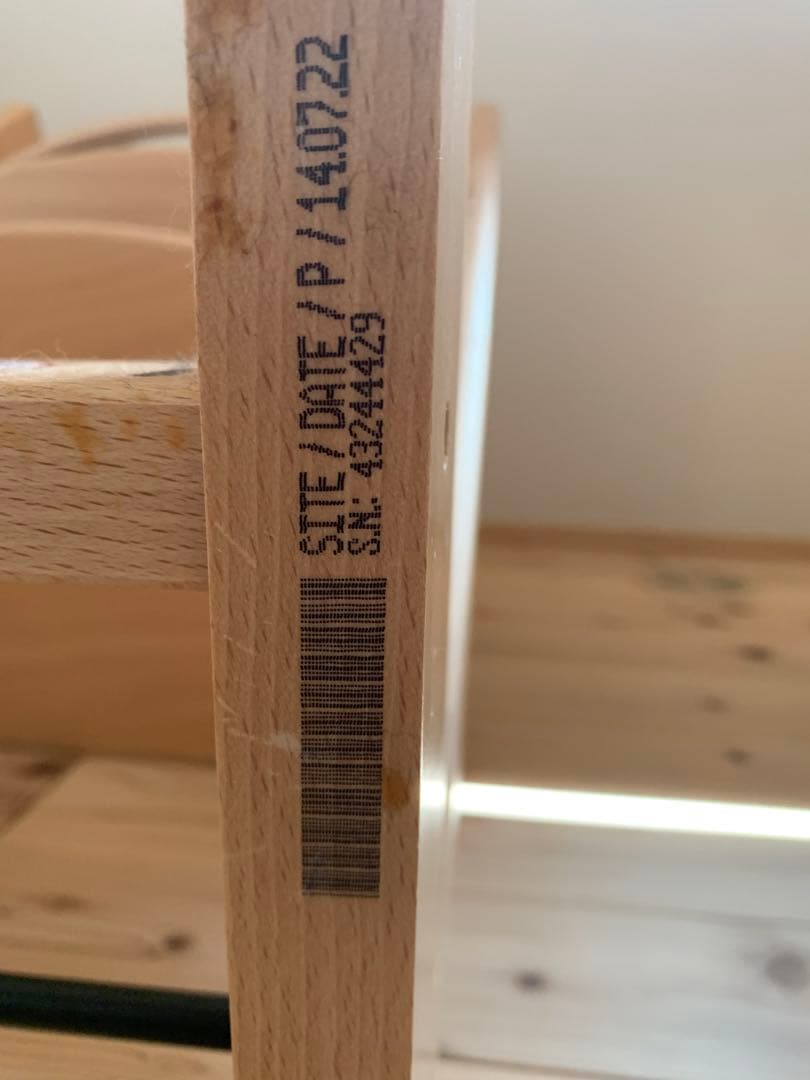 SITE / DATE / P / 14.07.22
S.N.: 43244429